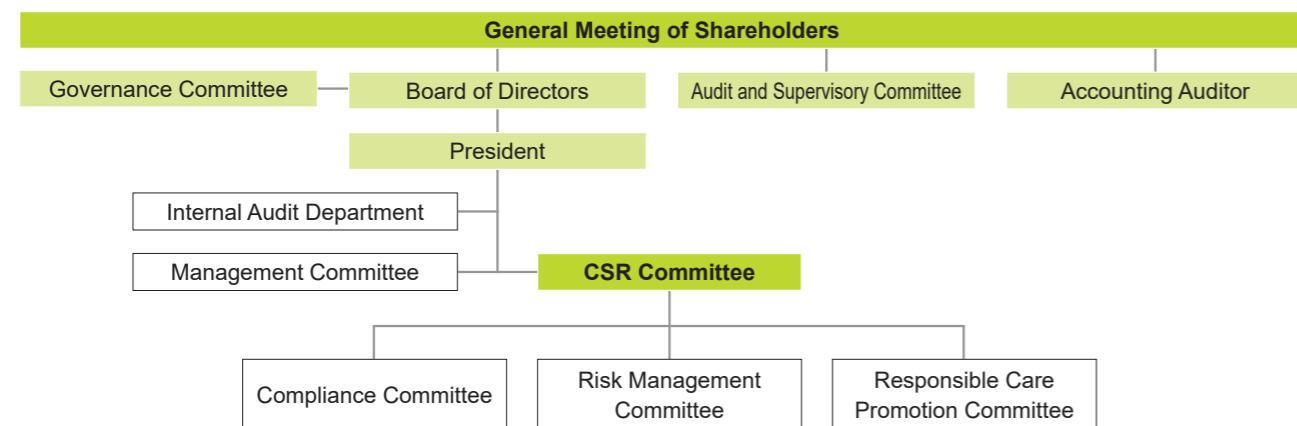 General Meeting of Shareholders
Governance Committee
Board of Directors
Audit and Supervisory Committee
Accounting Auditor
President
Internal Audit Department
Management Committee
CSR Committee
Compliance Committee
Risk Management
Committee
Responsible Care
Promotion Committee